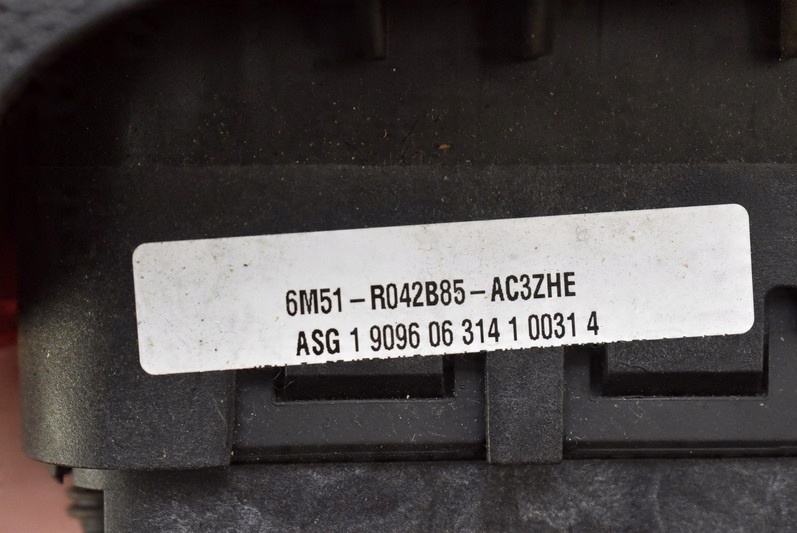 6M51-R042B85-AC3ZHE
ASG 1 9096 06 314 1 0031 4